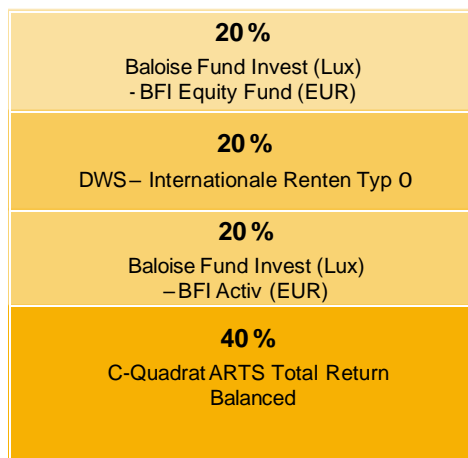 20 %
Baloise Fund Invest (Lux)
- BFI Equity Fund (EUR)
20 %
DWS – Internationale Renten Typ O
20 %
Baloise Fund Invest (Lux)
– BFI Activ (EUR)
40 %
C-Quadrat ARTS Total Return
Balanced